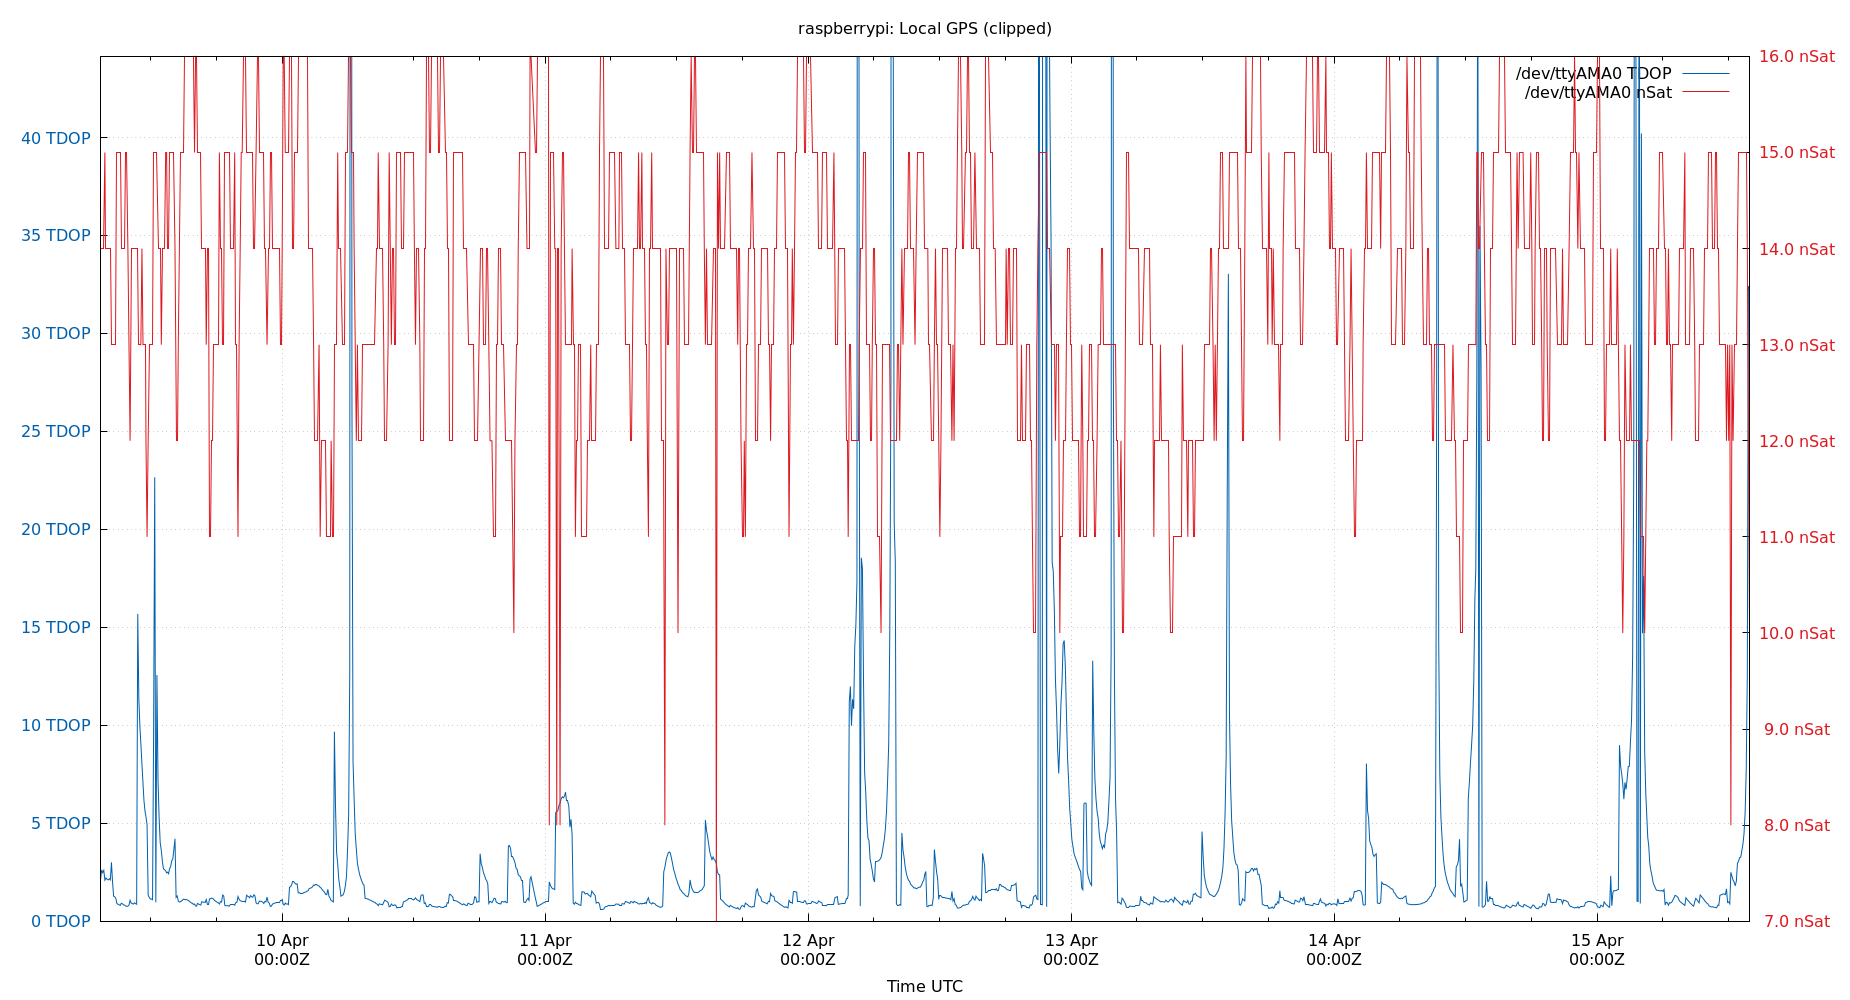 raspberrypi: Local GPS (clipped)
/dev/ttyAMA0 TDOP
/dev/ttyAMA0 nSat
40 TDOP
35 TDOP
30 TDOP
25 TDOP
20 TDOP
15 TDOP
10 TDOP
5 TDOP
0 TDOP
16.0 nSat
15.0 nSat
14.0 nSat
13.0 nSat
12.0 nSat
11.0 nSat
10.0 nSat
9.0 nSat
8.0 nSat
7.0 nSat
10 Apr
00:00Z
11 Apr
00:00Z
12 Apr
00:00Z
13 Apr
00:00Z
14 Apr
00:00Z
15 Apr
00:00Z
Time UTC